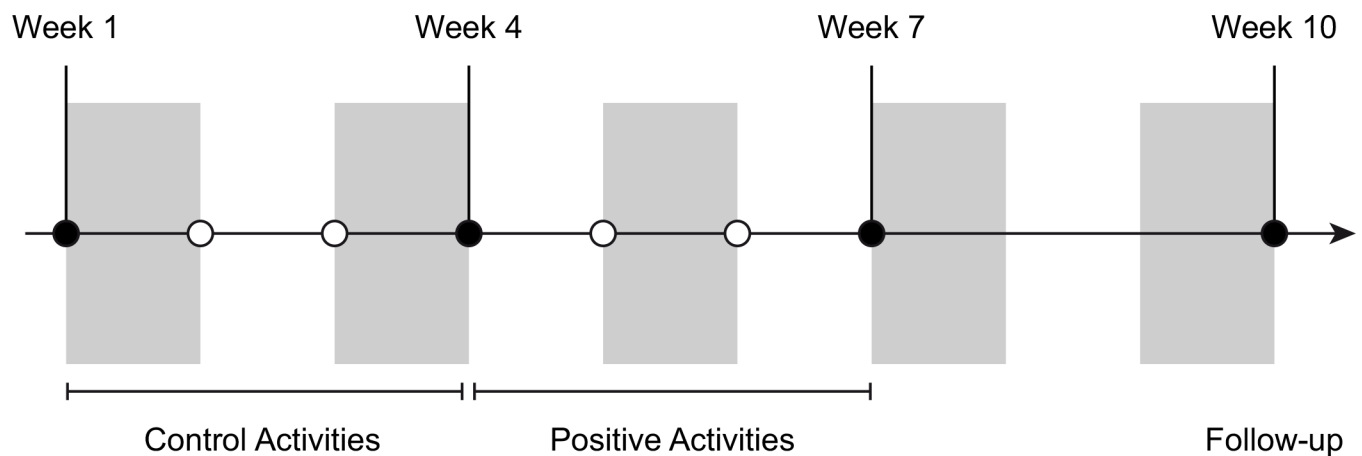 Week 1
Week 4
Week 7
Week 10
Control Activities
Positive Activities
Follow-up